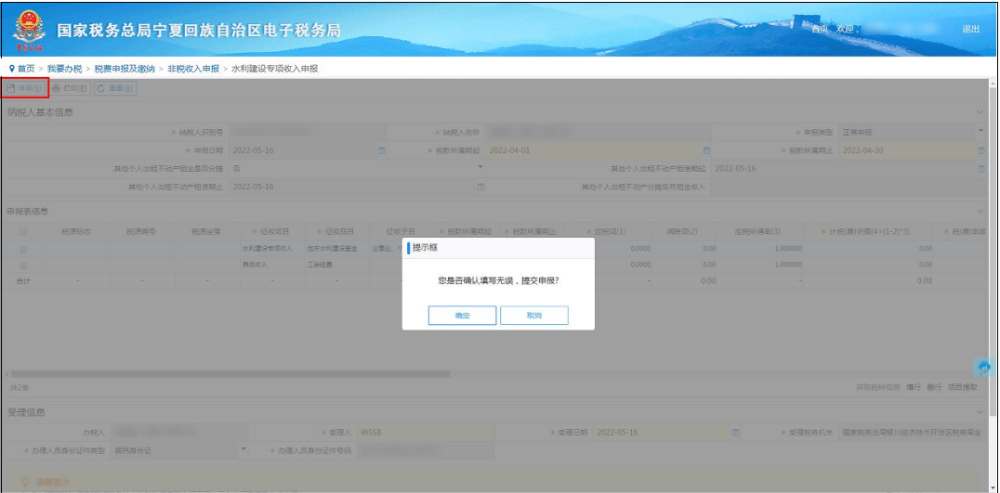 国家税务总局宁夏回族自治区电子税务局
首页 欢迎, 退出
首页 > 我要办税 > 税费申报及缴纳 > 非税收入申报 > 水利建设专项收入申报
申报(S) 打印(P) 重置(S)
纳税人基本信息
* 纳税人识别号 * 纳税人名称 * 申报类型 正常申报
* 申报日期 2022-05-16 * 税款所属期起 2022-04-01 * 税款所属期止 2022-04-30
其他个人出租不动产租金是否分摊 否 其他个人出租不动产租赁期起 2022-05-16
其他个人出租不动产租赁期止 2022-05-16 其他个人出租不动产分摊后月租金收入
申报表信息
税源标志 税源编号 税源坐落 * 征收项目 * 征收品目 征收子目 * 税款所属期起 * 税款所属期止 * 应税项(1) 减除项(2) 应税所得率(3) * 计税(费)依据(4=(1-2)*3) * 税(费)率或
水利建设专项收入 地方水利建设基金 企事业、个 0.0000 0.00 1.000000 0.00
其他收入 工会经费 0.0000 0.00 1.000000 0.00
合计 - - - - - - 0.00 - 0.00
提示框
您是否确认填写无误，提交申报?
确定 取消
共2条 获取税种信息 增行 删行 项目提取
受理信息
办税人 * 受理人 WSSB * 受理日期 2022-05-16 * 受理税务机关 国家税务总局银川经济技术开发区税务局金
* 办理人员身份证件类型 居民身份证 * 办理人员身份证件号码
温馨提示